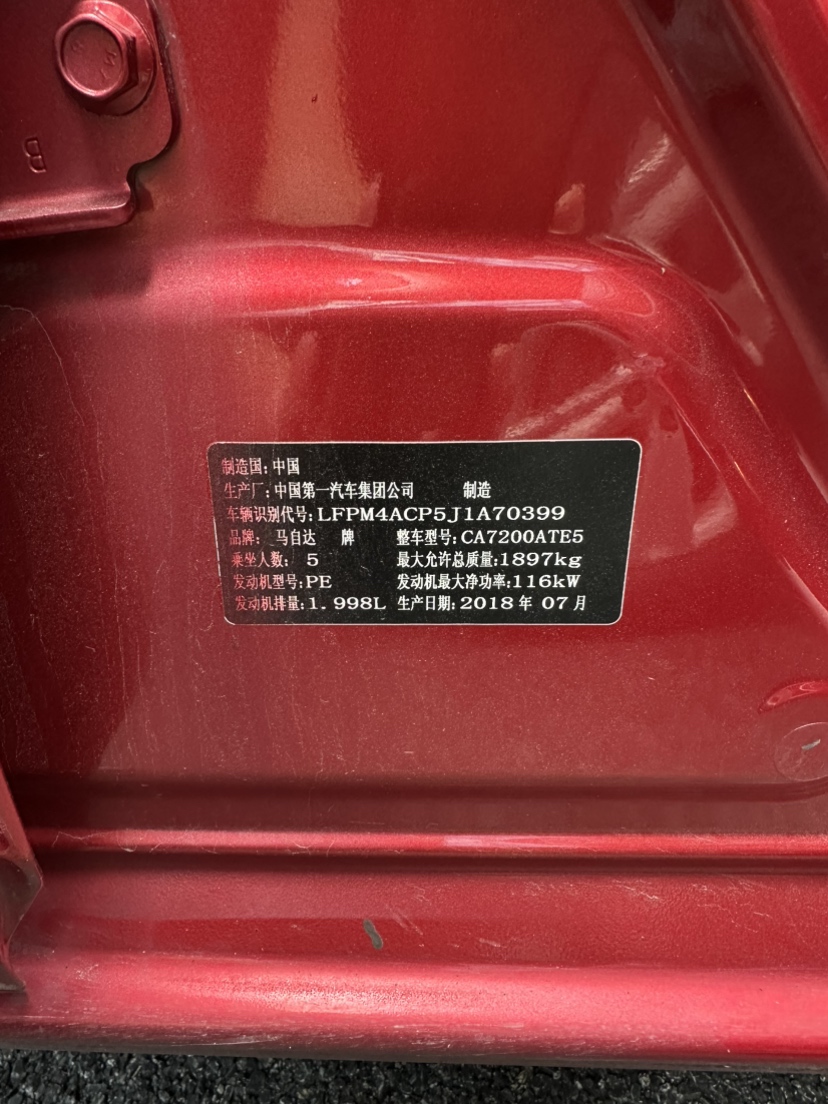 B
制造国:中国
生产厂:中国第一汽车集团公司 制造
车辆识别代号:LFPM4ACP5J1A70399
品牌: 马自达 牌 整车型号:CA7200ATE5
乘坐人数: 5 最大允许总质量:1897kg
发动机型号:PE 发动机最大净功率:116kW
发动机排量:1.998L 生产日期:2018年 07月